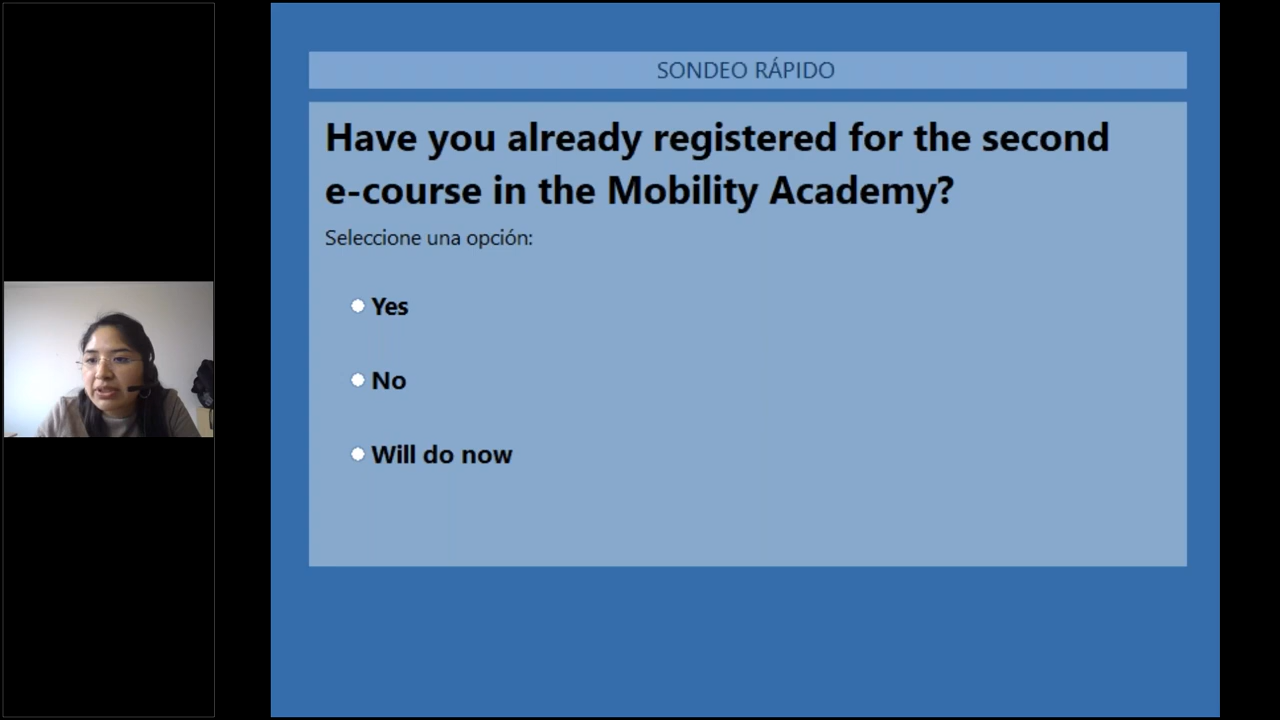 SONDEO RÁPIDO
Have you already registered for the second
e-course in the Mobility Academy?
Seleccione una opción:
Yes
No
Will do now